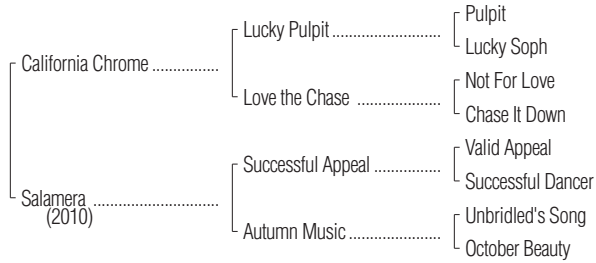 Pulpit
Lucky Pulpit
Lucky Soph
California Chrome
Not For Love
Love the Chase
Chase It Down
Valid Appeal
Successful Appeal
Successful Dancer
Salamera
(2010)
Unbridled's Song
Autumn Music
October Beauty